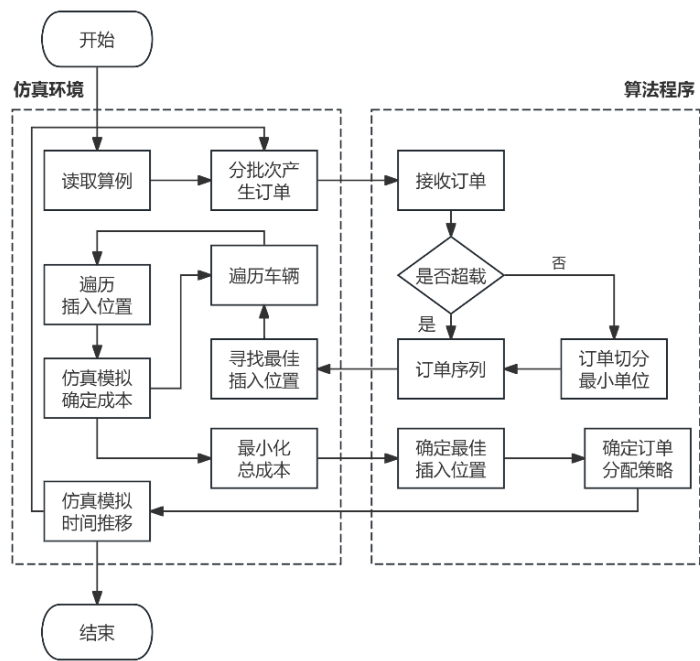 开始
仿真环境
算法程序
读取算例
分批次产
生订单
接收订单
遍历
插入位置
遍历车辆
是否超载
否
是
仿真模拟
确定成本
寻找最佳
插入位置
订单序列
订单切分
最小单位
最小化
总成本
确定最佳
插入位置
确定订单
分配策略
仿真模拟
时间推移
结束